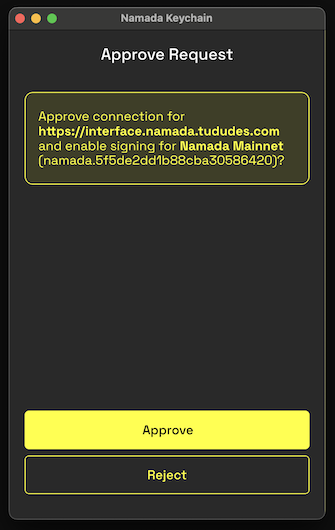 Namada Keychain
Approve Request
Approve connection for
https://interface.namada.tududes.com
and enable signing for Namada Mainnet
(namada.5f5de2dd1b88cba30586420)?
Approve
Reject